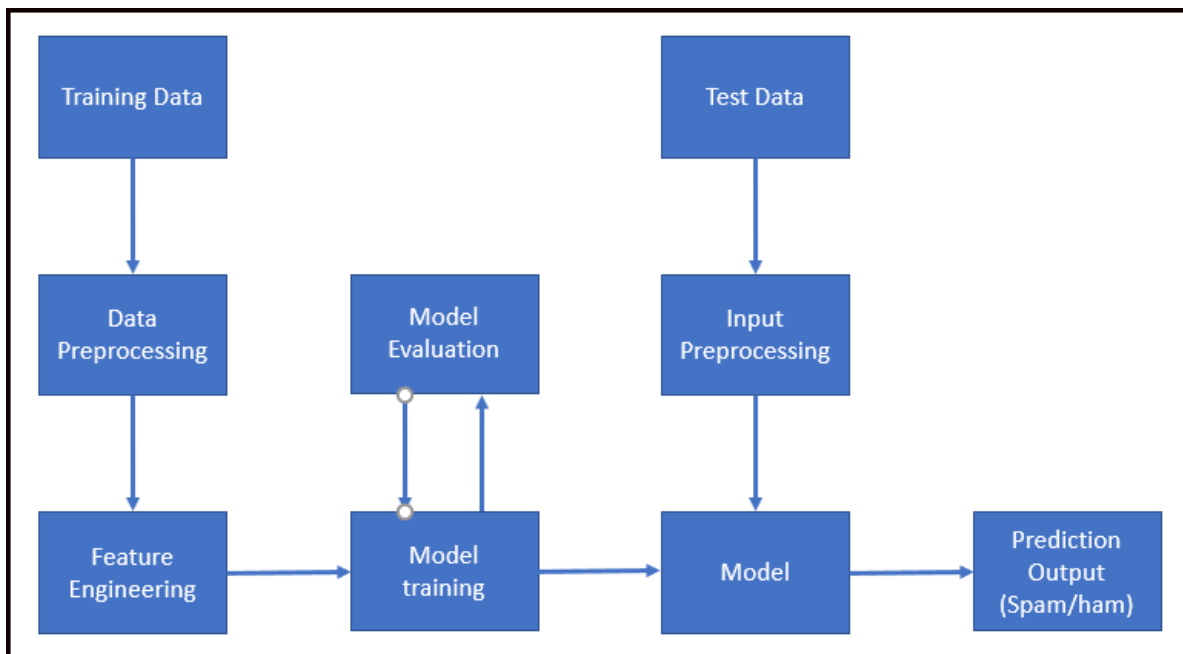 Training Data
Test Data
Data
Preprocessing
Model
Evaluation
Input
Preprocessing
Feature
Engineering
Model
training
Model
Prediction
Output
(Spam/ham)